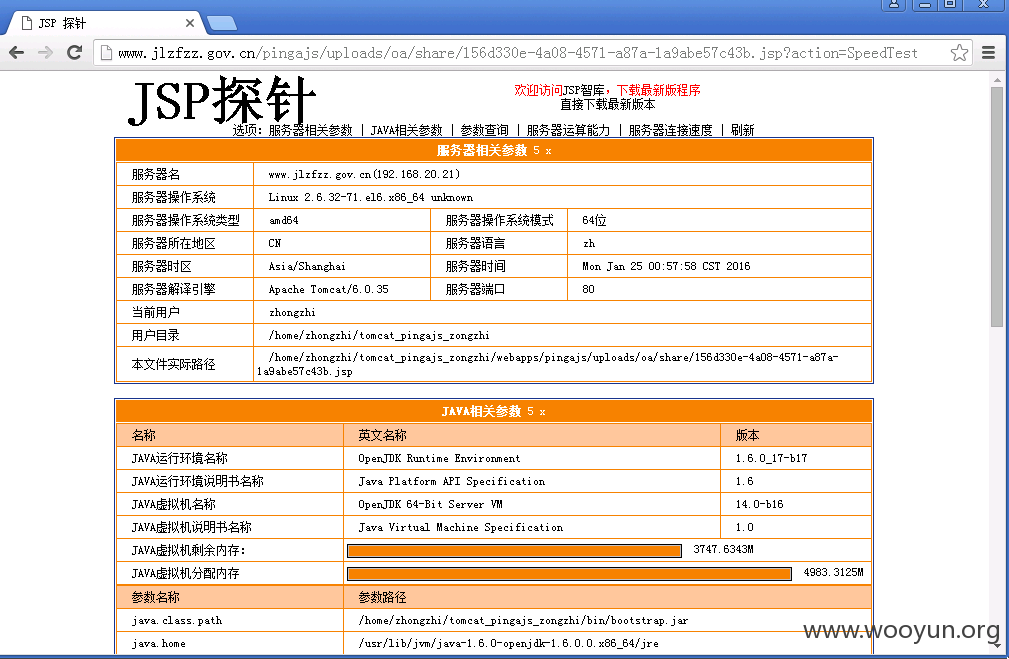 JSP 探针
www.jlzfzz.gov.cn/pingajs/uploads/oa/share/156d330e-4a08-4571-a87a-1a9abe57c43b.jsp?action=SpeedTest
JSP探针
欢迎访问JSP智库，下载最新版程序
直接下载最新版本
选项：服务器相关参数 | JAVA相关参数 | 参数查询 | 服务器运算能力 | 服务器连接速度 | 刷新
服务器相关参数 5 x
服务器名 www.jlzfzz.gov.cn(192.168.20.21)
服务器操作系统 Linux 2.6.32-71.el6.x86_64 unknown
服务器操作系统类型 amd64 服务器操作系统模式 64位
服务器所在地区 CN 服务器语言 zh
服务器时区 Asia/Shanghai 服务器时间 Mon Jan 25 00:57:58 CST 2016
服务器解译引擎 Apache Tomcat/6.0.35 服务器端口 80
当前用户 zhongzhi
用户目录 /home/zhongzhi/tomcat_pingajs_zongzhi
本文件实际路径 /home/zhongzhi/tomcat_pingajs_zongzhi/webapps/pingajs/uploads/oa/share/156d330e-4a08-4571-a87a-
1a9abe57c43b.jsp
JAVA相关参数 5 x
名称 英文名称 版本
JAVA运行环境名称 OpenJDK Runtime Environment 1.6.0_17-b17
JAVA运行环境说明书名称 Java Platform API Specification 1.6
JAVA虚拟机名称 OpenJDK 64-Bit Server VM 14.0-b16
JAVA虚拟机说明书名称 Java Virtual Machine Specification 1.0
JAVA虚拟机剩余内存: 3747.6343M
JAVA虚拟机分配内存 4983.3125M
参数名称 参数路径
java.class.path /home/zhongzhi/tomcat_pingajs_zongzhi/bin/bootstrap.jar
java.home /usr/lib/jvm/java-1.6.0-openjdk-1.6.0.0.x86_64/jre
www.wooyun.org